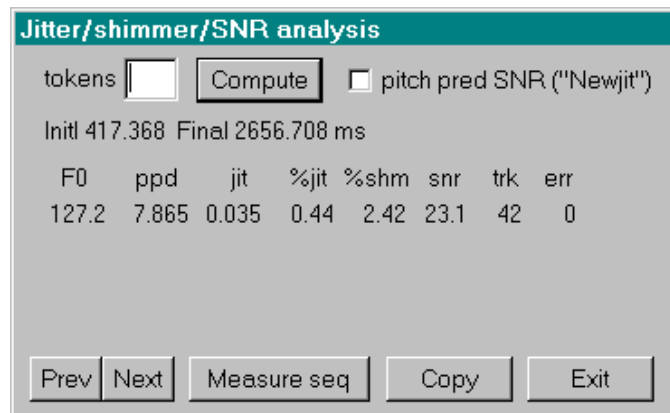 Jitter/shimmer/SNR analysis
tokens Compute pitch pred SNR ("Newjit")
Initl 417.368 Final 2656.708 ms
F0 ppd jit %jit %shm snr trk err
127.2 7.865 0.035 0.44 2.42 23.1 42 0
Prev Next Measure seq Copy Exit